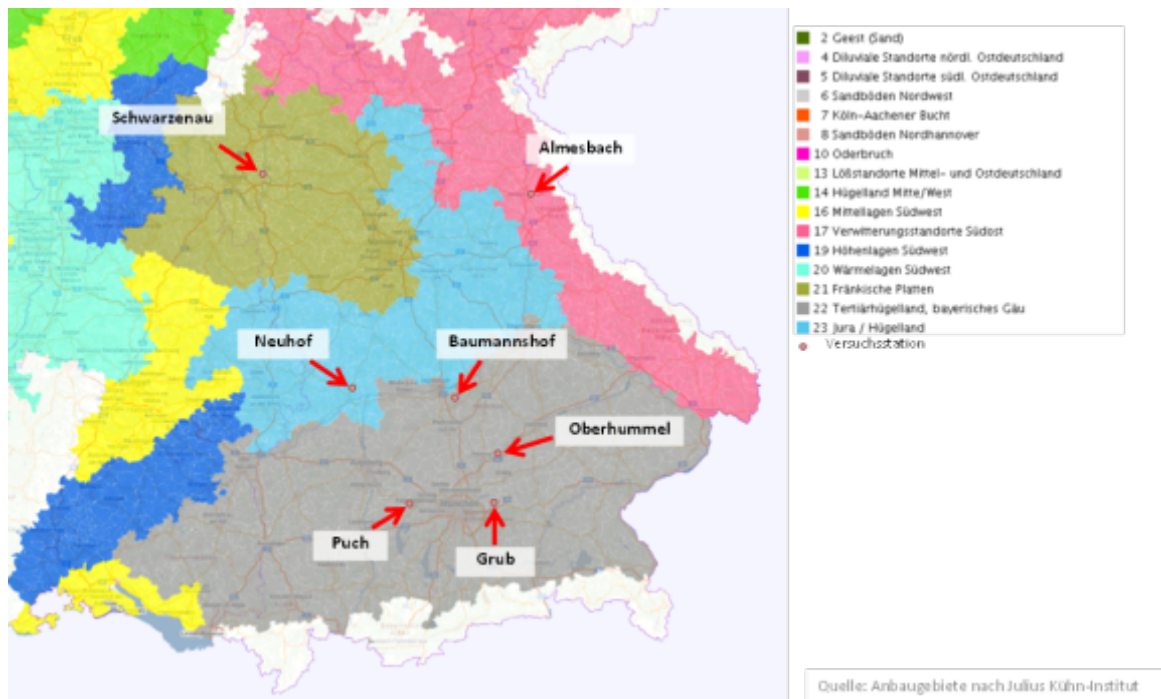 Schwarzenau
Almesbach
Neuhof
Baumannshof
Oberhummel
Puch
Grub
2 Geest (Sand)
4 Diluviale Standorte nördl. Ostdeutschland
5 Diluviale Standorte südl. Ostdeutschland
6 Sandböden Nordwest
7 Köln-Aachener Bucht
8 Sandböden Nordhannover
10 Oderbruch
13 Lößstandorte Mittel- und Ostdeutschland
14 Hügelland Mitte/West
16 Mittellagen Südwest
17 Verwitterungsstandorte Südost
19 Höhenlagen Südwest
20 Wärmelagen Südwest
21 Fränkische Platten
22 Tertiärhügelland, bayerisches Gäu
23 Jura / Hügelland
Versuchsstation
Quelle: Anbaugebiete nach Julius Kühn-Institut